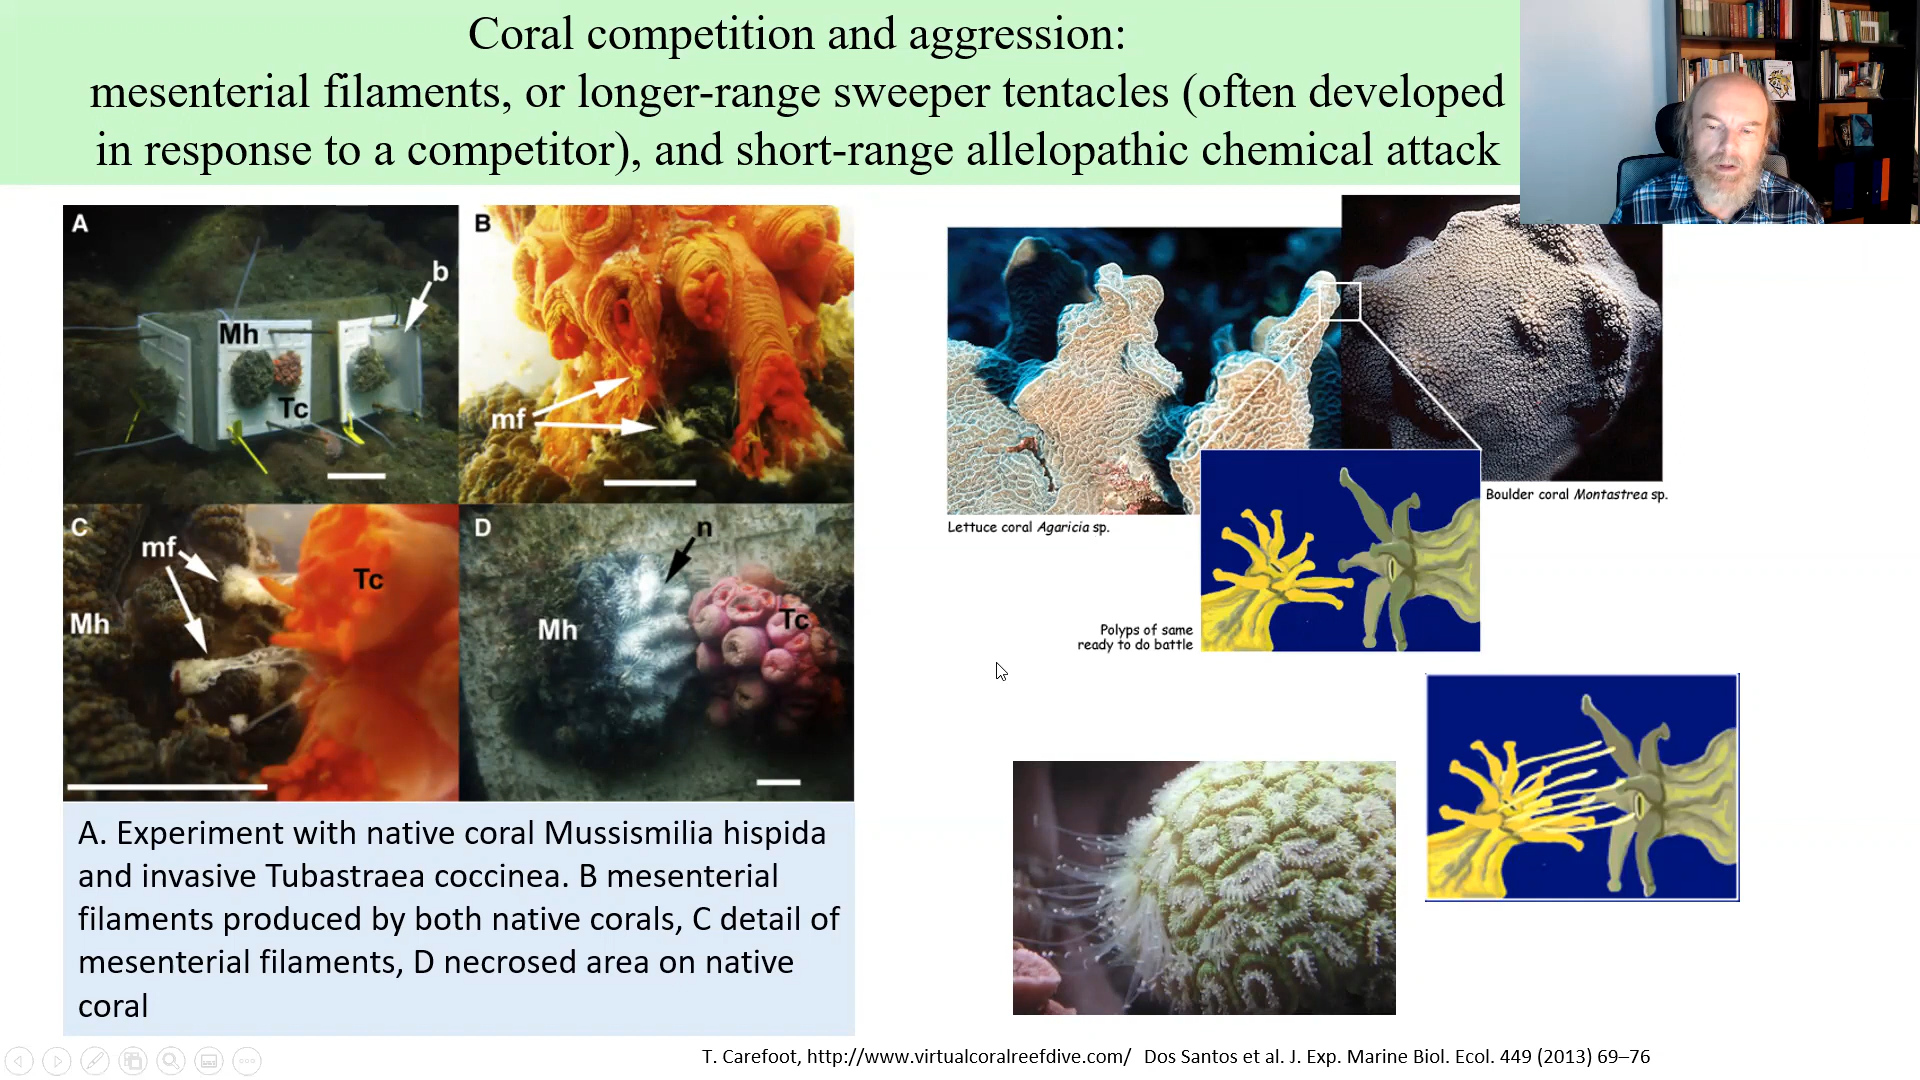 Coral competition and aggression:
mesenterial filaments, or longer-range sweeper tentacles (often developed
in response to a competitor), and short-range allelopathic chemical attack
A
b
Mh
Tc
B
mf
C
mf
Tc
Mh
D
n
Mh
Tc
A. Experiment with native coral Mussismilia hispida
and invasive Tubastraea coccinea. B mesenterial
filaments produced by both native corals, C detail of
mesenterial filaments, D necrosed area on native
coral
Lettuce coral Agaricia sp.
Boulder coral Montastrea sp.
Polyps of same
ready to do battle
T. Carefoot, http://www.virtualcoralreefdive.com/ Dos Santos et al. J. Exp. Marine Biol. Ecol. 449 (2013) 69–76